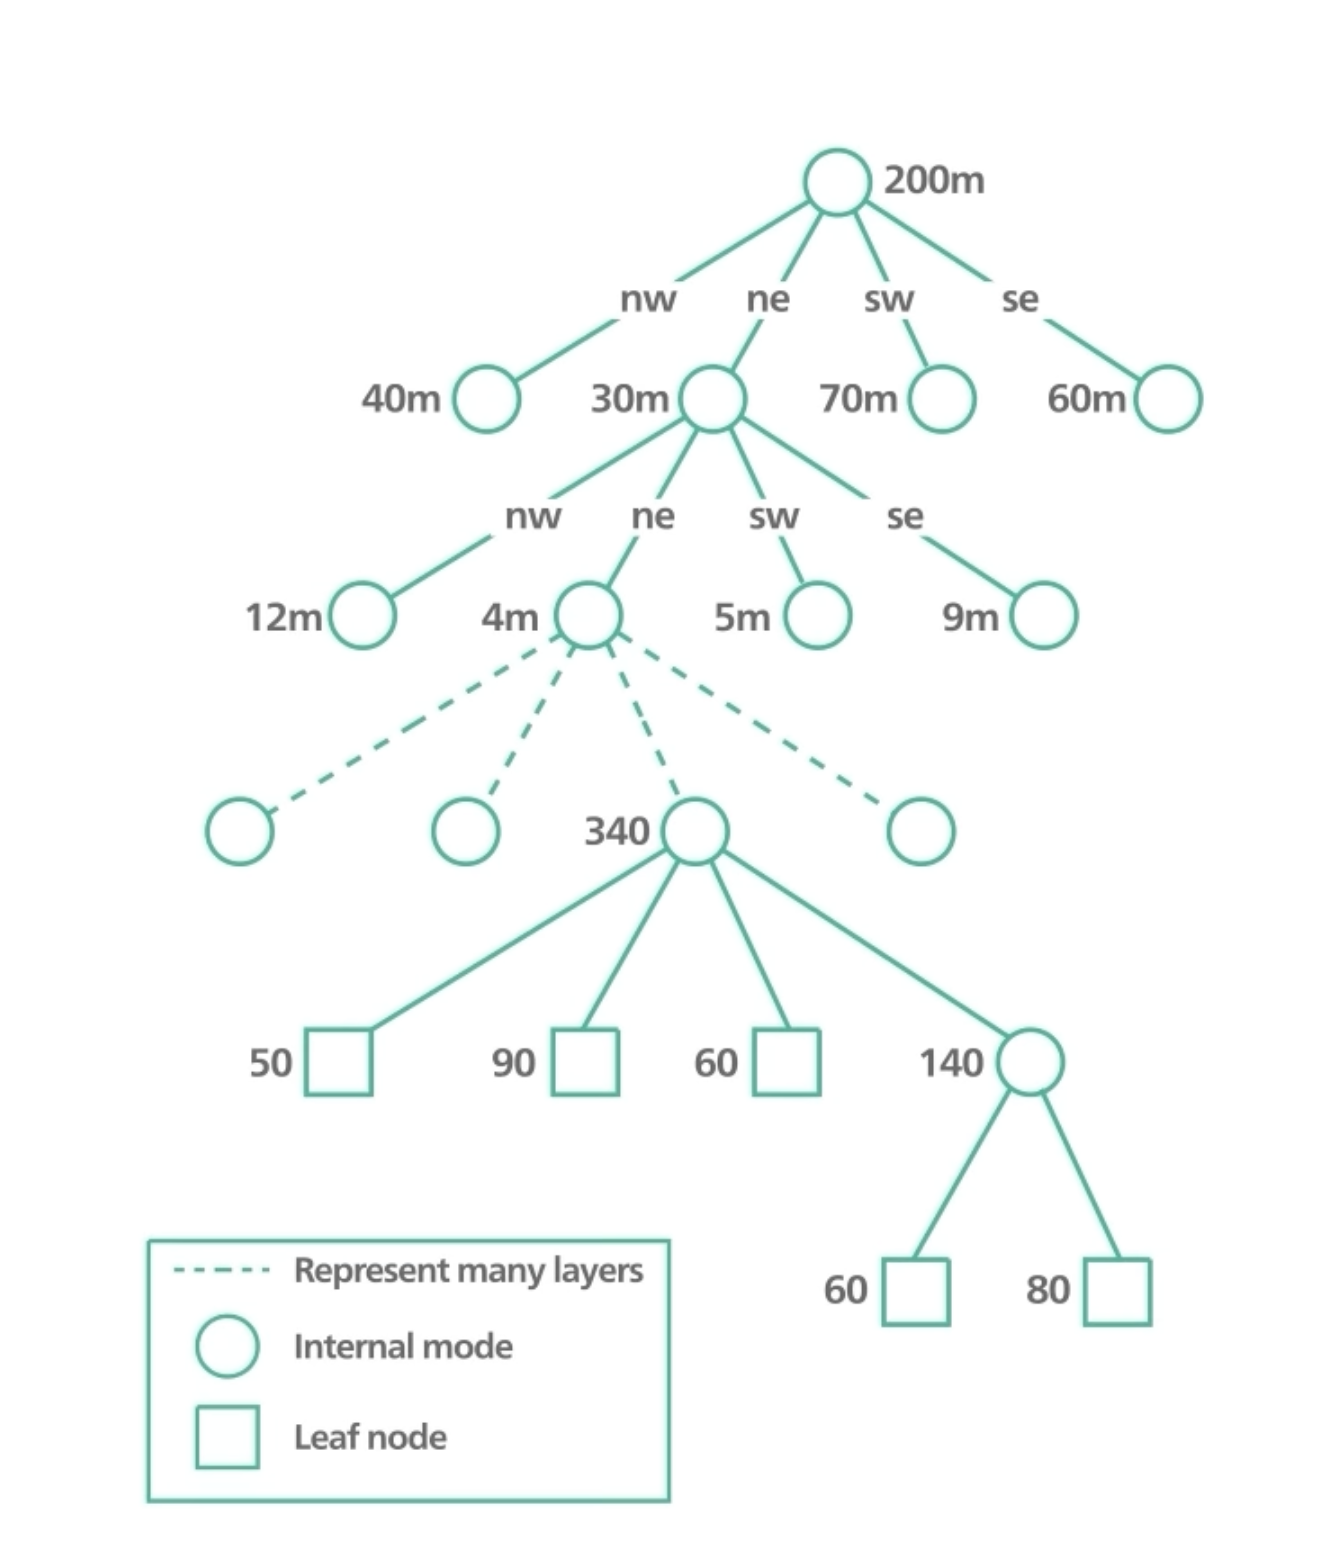 200m
nw ne sw se
40m 30m 70m 60m
nw ne sw se
12m 4m 5m 9m
340
50 90 60 140
60 80
Represent many layers
Internal mode
Leaf node